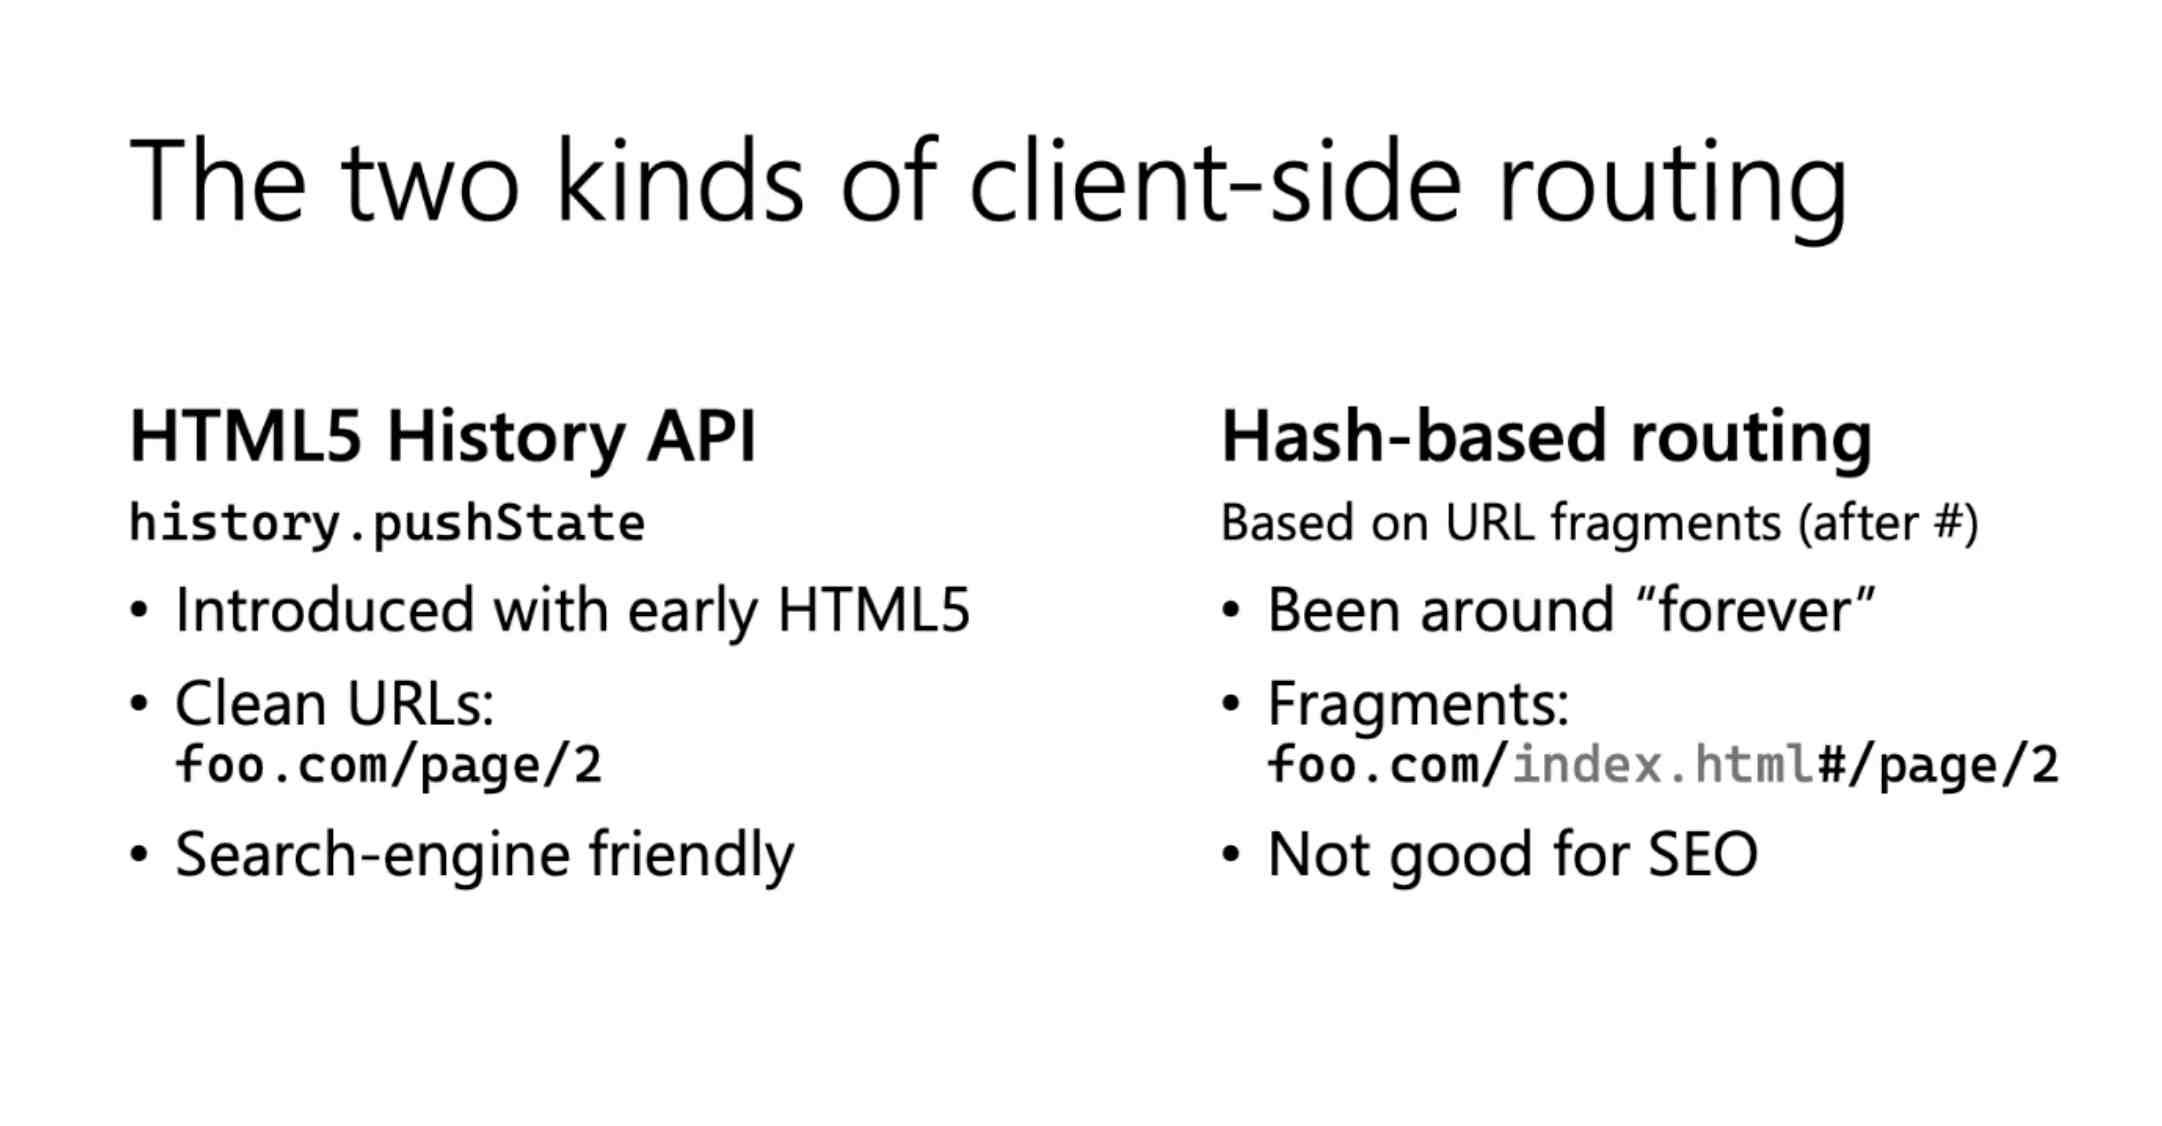 The two kinds of client-side routing
HTML5 History API
history.pushState
• Introduced with early HTML5
• Clean URLs:
foo.com/page/2
• Search-engine friendly
Hash-based routing
Based on URL fragments (after #)
• Been around “forever”
• Fragments:
foo.com/index.html#/page/2
• Not good for SEO